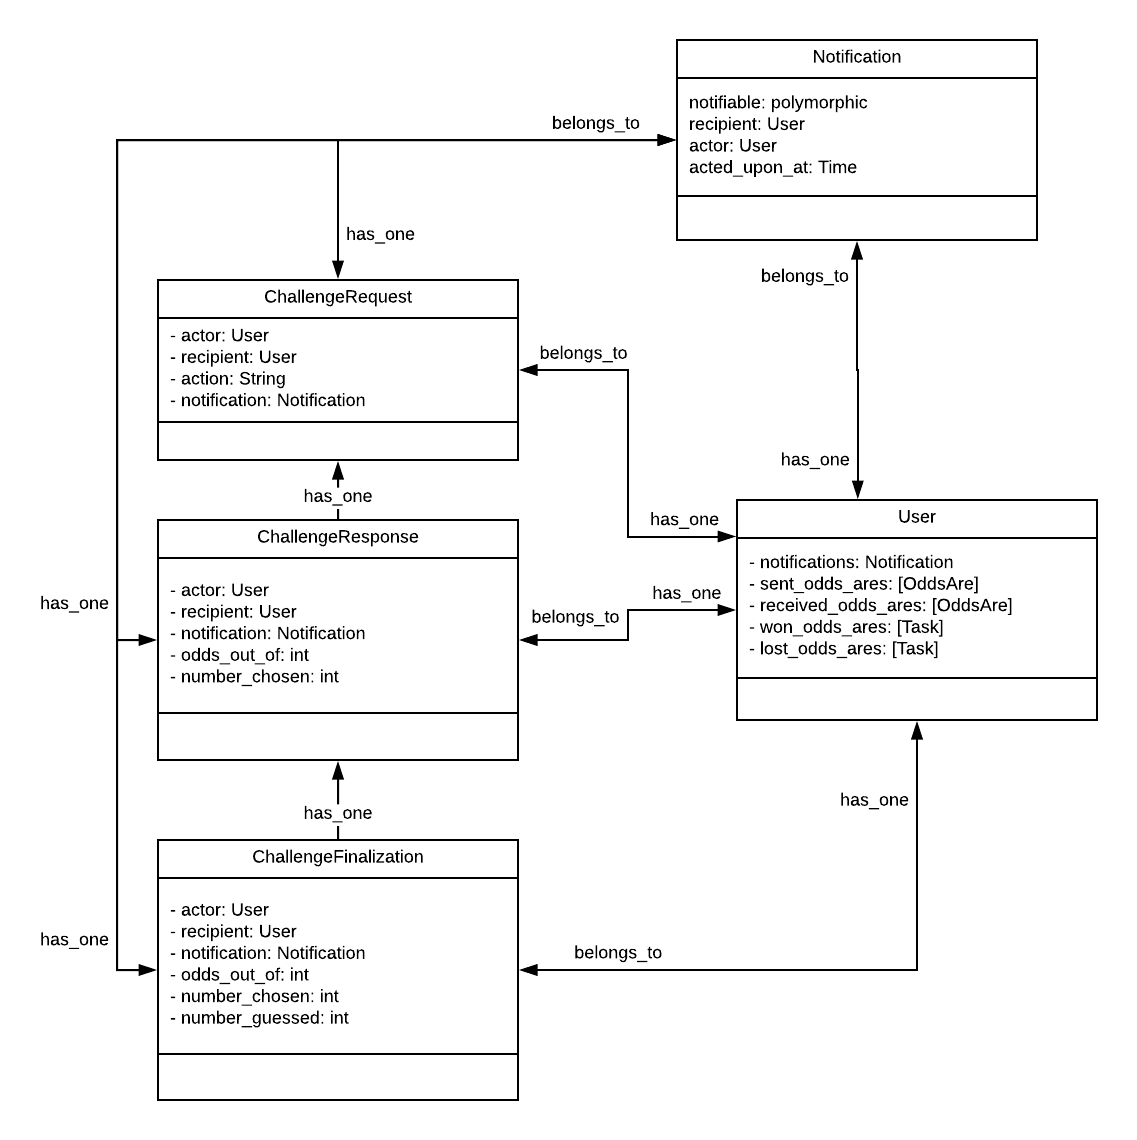 Notification
notifiable: polymorphic
recipient: User
actor: User
acted_upon_at: Time
belongs_to
has_one
belongs_to
ChallengeRequest
- actor: User
- recipient: User
- action: String
- notification: Notification
belongs_to
has_one
has_one
has_one
ChallengeResponse
- actor: User
- recipient: User
- notification: Notification
- odds_out_of: int
- number_chosen: int
has_one
belongs_to
has_one
User
- notifications: Notification
- sent_odds_ares: [OddsAre]
- received_odds_ares: [OddsAre]
- won_odds_ares: [Task]
- lost_odds_ares: [Task]
has_one
has_one
ChallengeFinalization
- actor: User
- recipient: User
- notification: Notification
- odds_out_of: int
- number_chosen: int
- number_guessed: int
has_one
belongs_to